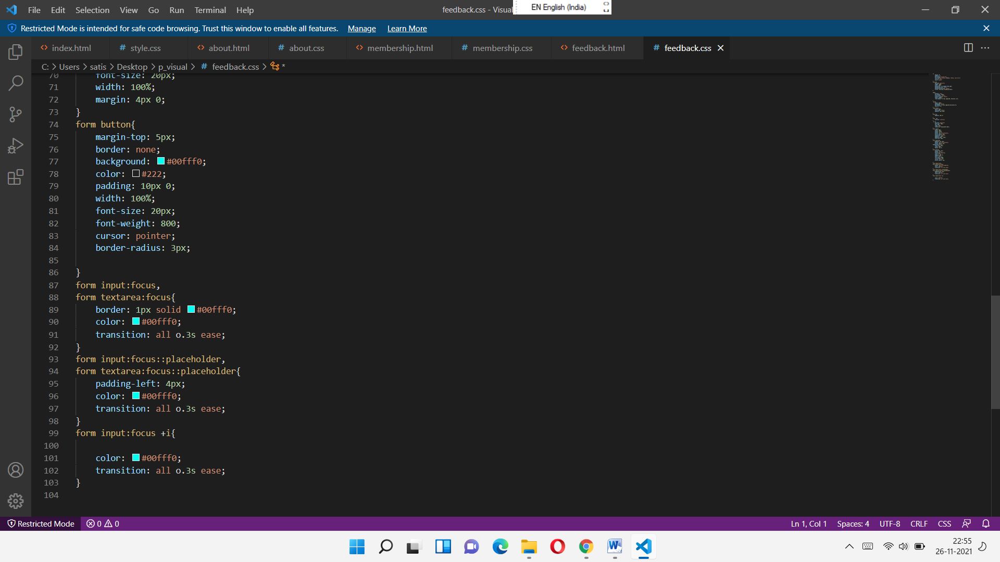 File Edit Selection View Go Run Terminal Help
feedback.css - Visual
EN English (India)
Restricted Mode is intended for safe code browsing. Trust this window to enable all features. Manage Learn More
index.html # style.css about.html # about.css membership.html # membership.css feedback.html # feedback.css
C: > Users > satis > Desktop > p_visual > # feedback.css > *
70 font-size: 20px;
71 width: 100%;
72 margin: 4px 0;
73 }
74 form button{
75 margin-top: 5px;
76 border: none;
77 background: #00fff0;
78 color: #222;
79 padding: 10px 0;
80 width: 100%;
81 font-size: 20px;
82 font-weight: 800;
83 cursor: pointer;
84 border-radius: 3px;
85
86 }
87 form input:focus,
88 form textarea:focus{
89 border: 1px solid #00fff0;
90 color: #00fff0;
91 transition: all o.3s ease;
92 }
93 form input:focus::placeholder,
94 form textarea:focus::placeholder{
95 padding-left: 4px;
96 color: #00fff0;
97 transition: all o.3s ease;
98 }
99 form input:focus +i{
100
101 color: #00fff0;
102 transition: all o.3s ease;
103 }
104
Restricted Mode 0 0 Ln 1, Col 1 Spaces: 4 UTF-8 CRLF CSS
22:55
26-11-2021